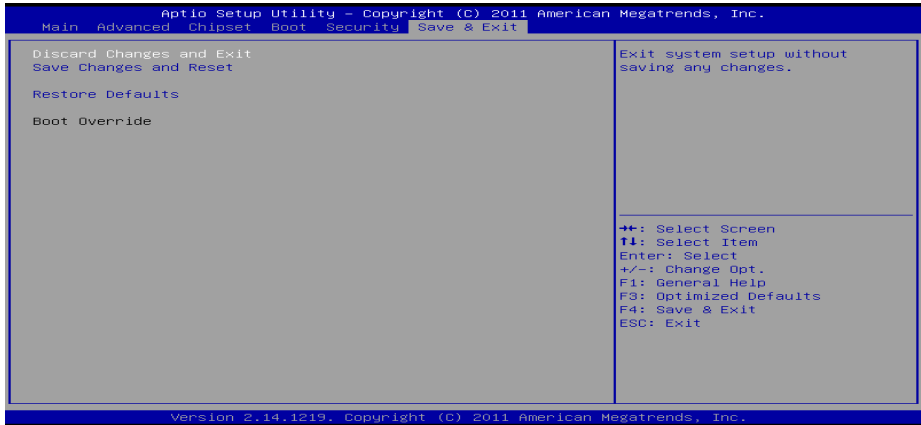 Aptio Setup Utility – Copyright (C) 2011 American Megatrends, Inc.
Main Advanced Chipset Boot Security Save & Exit
Discard Changes and Exit
Save Changes and Reset
Restore Defaults
Boot Override
Exit system setup without
saving any changes.
→←: Select Screen
↑↓: Select Item
Enter: Select
+/-: Change Opt.
F1: General Help
F3: Optimized Defaults
F4: Save & Exit
ESC: Exit
Version 2.14.1219. Copyright (C) 2011 American Megatrends, Inc.